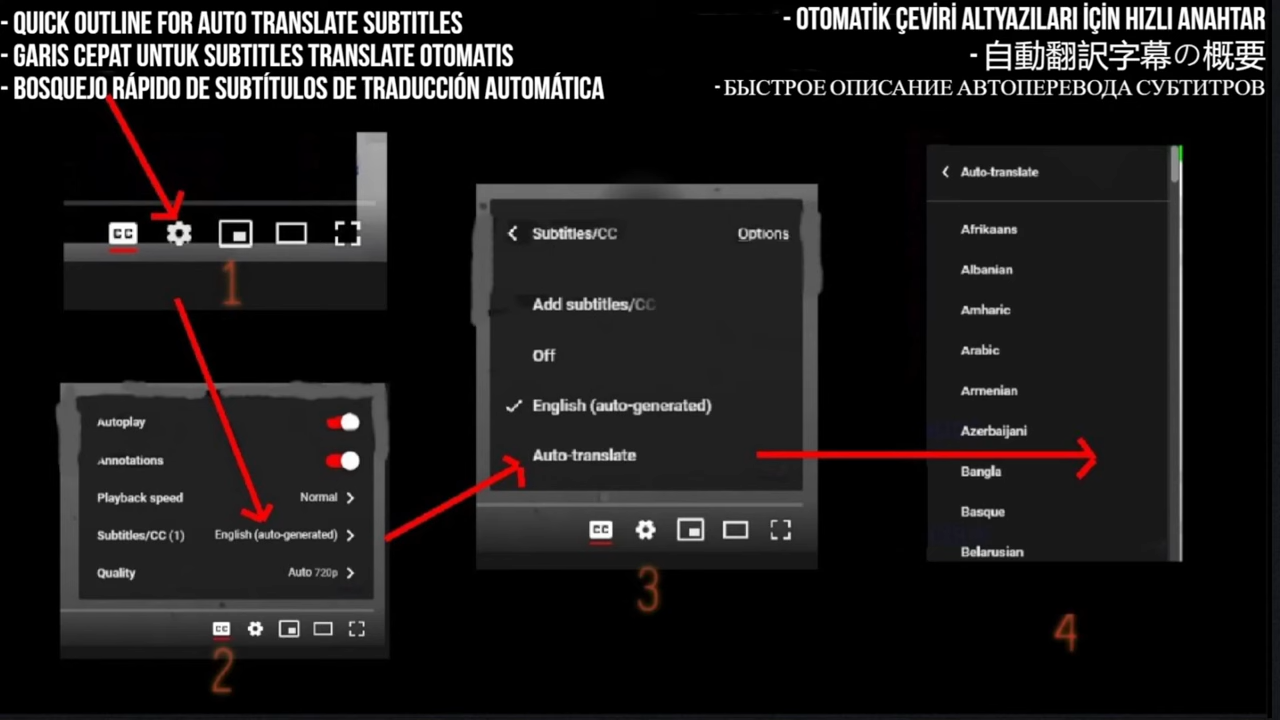 - QUICK OUTLINE FOR AUTO TRANSLATE SUBTITLES
- GARIS CEPAT UNTUK SUBTITLES TRANSLATE OTOMATIS
- BOSQUEJO RÁPIDO DE SUBTÍTULOS DE TRADUCCIÓN AUTOMÁTICA
- OTOMATİK ÇEVİRİ ALTYAZILARI İÇİN HIZLI ANAHTAR
- 自動翻訳字幕の概要
- БЫСТРОЕ ОПИСАНИЕ АВТОПЕРЕВОДА СУБТИТРОВ
CC
1
Autoplay
Annotations
Playback speed Normal
Subtitles/CC (1) English (auto-generated)
Quality Auto 720p
CC
2
Subtitles/CC Options
Add subtitles/CC
Off
English (auto-generated)
Auto-translate
CC
3
Auto-translate
Afrikaans
Albanian
Amharic
Arabic
Armenian
Azerbaijani
Bangla
Basque
Belarusian
4